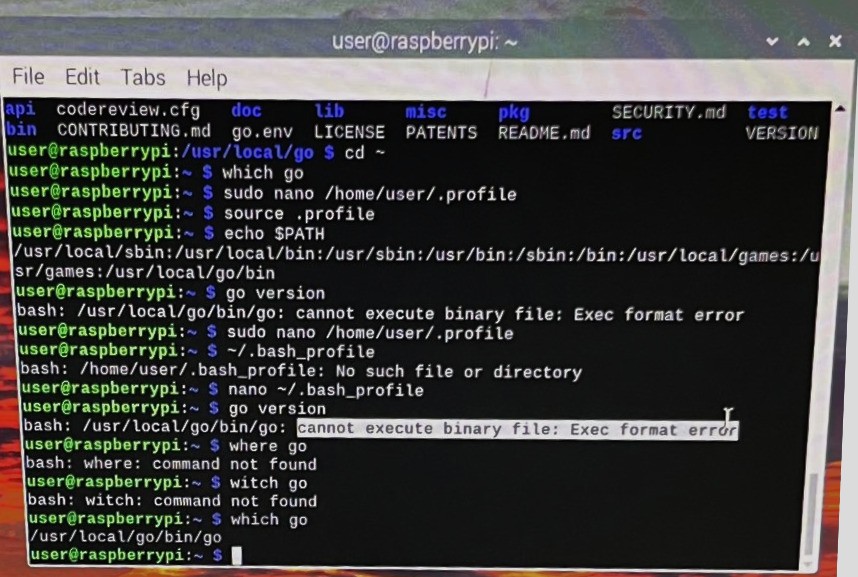 user@raspberrypi: ~
File Edit Tabs Help
api codereview.cfg doc lib misc pkg SECURITY.md test
bin CONTRIBUTING.md go.env LICENSE PATENTS README.md src VERSION
user@raspberrypi:/usr/local/go $ cd ~
user@raspberrypi:~ $ which go
user@raspberrypi:~ $ sudo nano /home/user/.profile
user@raspberrypi:~ $ source .profile
user@raspberrypi:~ $ echo $PATH
/usr/local/sbin:/usr/local/bin:/usr/sbin:/usr/bin:/sbin:/bin:/usr/local/games:/u
sr/games:/usr/local/go/bin
user@raspberrypi:~ $ go version
bash: /usr/local/go/bin/go: cannot execute binary file: Exec format error
user@raspberrypi:~ $ sudo nano /home/user/.profile
user@raspberrypi:~ $ ~/.bash_profile
bash: /home/user/.bash_profile: No such file or directory
user@raspberrypi:~ $ nano ~/.bash_profile
user@raspberrypi:~ $ go version
bash: /usr/local/go/bin/go: cannot execute binary file: Exec format error
user@raspberrypi:~ $ where go
bash: where: command not found
user@raspberrypi:~ $ witch go
bash: witch: command not found
user@raspberrypi:~ $ which go
/usr/local/go/bin/go
user@raspberrypi:~ $